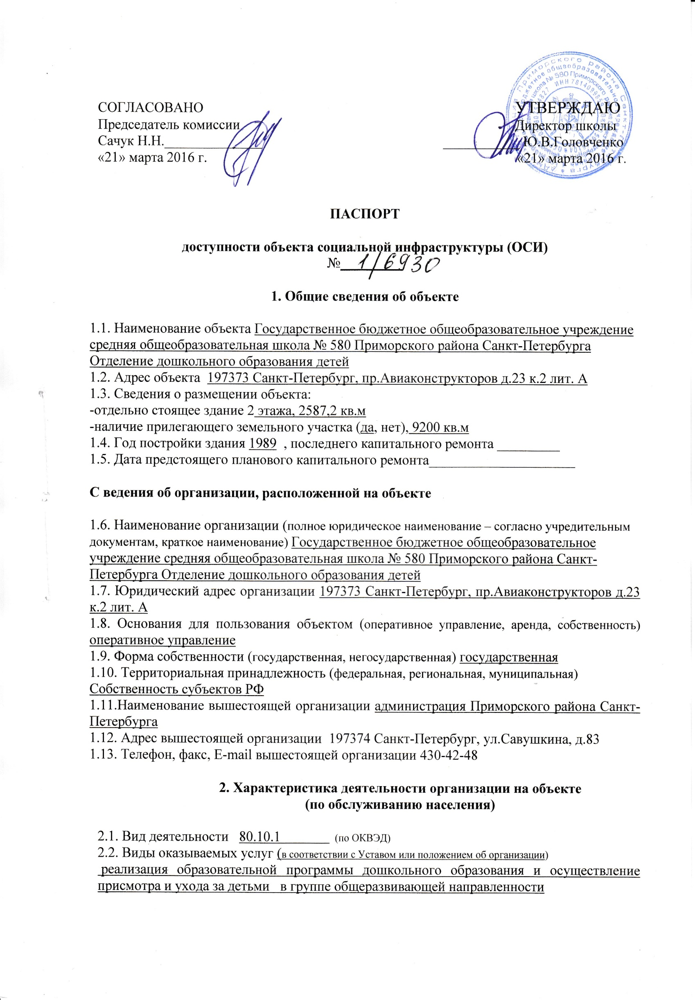 СОГЛАСОВАНО
Председатель комиссии
Сачук Н.Н.
«21» марта 2016 г.
УТВЕРЖДАЮ
Директор школы
Ю.В.Головченко
«21» марта 2016 г.
ПАСПОРТ
доступности объекта социальной инфраструктуры (ОСИ)
№ 1/6930
1. Общие сведения об объекте
1.1. Наименование объекта Государственное бюджетное общеобразовательное учреждение
средняя общеобразовательная школа № 580 Приморского района Санкт-Петербурга
Отделение дошкольного образования детей
1.2. Адрес объекта 197373 Санкт-Петербург, пр.Авиаконструкторов д.23 к.2 лит. А
1.3. Сведения о размещении объекта:
-отдельно стоящее здание 2 этажа, 2587,2 кв.м
-наличие прилегающего земельного участка (да, нет), 9200 кв.м
1.4. Год постройки здания 1989 , последнего капитального ремонта _________
1.5. Дата предстоящего планового капитального ремонта_____________________
С ведения об организации, расположенной на объекте
1.6. Наименование организации (полное юридическое наименование – согласно учредительным
документам, краткое наименование) Государственное бюджетное общеобразовательное
учреждение средняя общеобразовательная школа № 580 Приморского района Санкт-
Петербурга Отделение дошкольного образования детей
1.7. Юридический адрес организации 197373 Санкт-Петербург, пр.Авиаконструкторов д.23
к.2 лит. А
1.8. Основания для пользования объектом (оперативное управление, аренда, собственность)
оперативное управление
1.9. Форма собственности (государственная, негосударственная) государственная
1.10. Территориальная принадлежность (федеральная, региональная, муниципальная)
Собственность субъектов РФ
1.11.Наименование вышестоящей организации администрация Приморского района Санкт-
Петербурга
1.12. Адрес вышестоящей организации 197374 Санкт-Петербург, ул.Савушкина, д.83
1.13. Телефон, факс, E-mail вышестоящей организации 430-42-48
2. Характеристика деятельности организации на объекте
(по обслуживанию населения)
2.1. Вид деятельности 80.10.1 (по ОКВЭД)
2.2. Виды оказываемых услуг (в соответствии с Уставом или положением об организации)
реализация образовательной программы дошкольного образования и осуществление
присмотра и ухода за детьми в группе общеразвивающей направленности